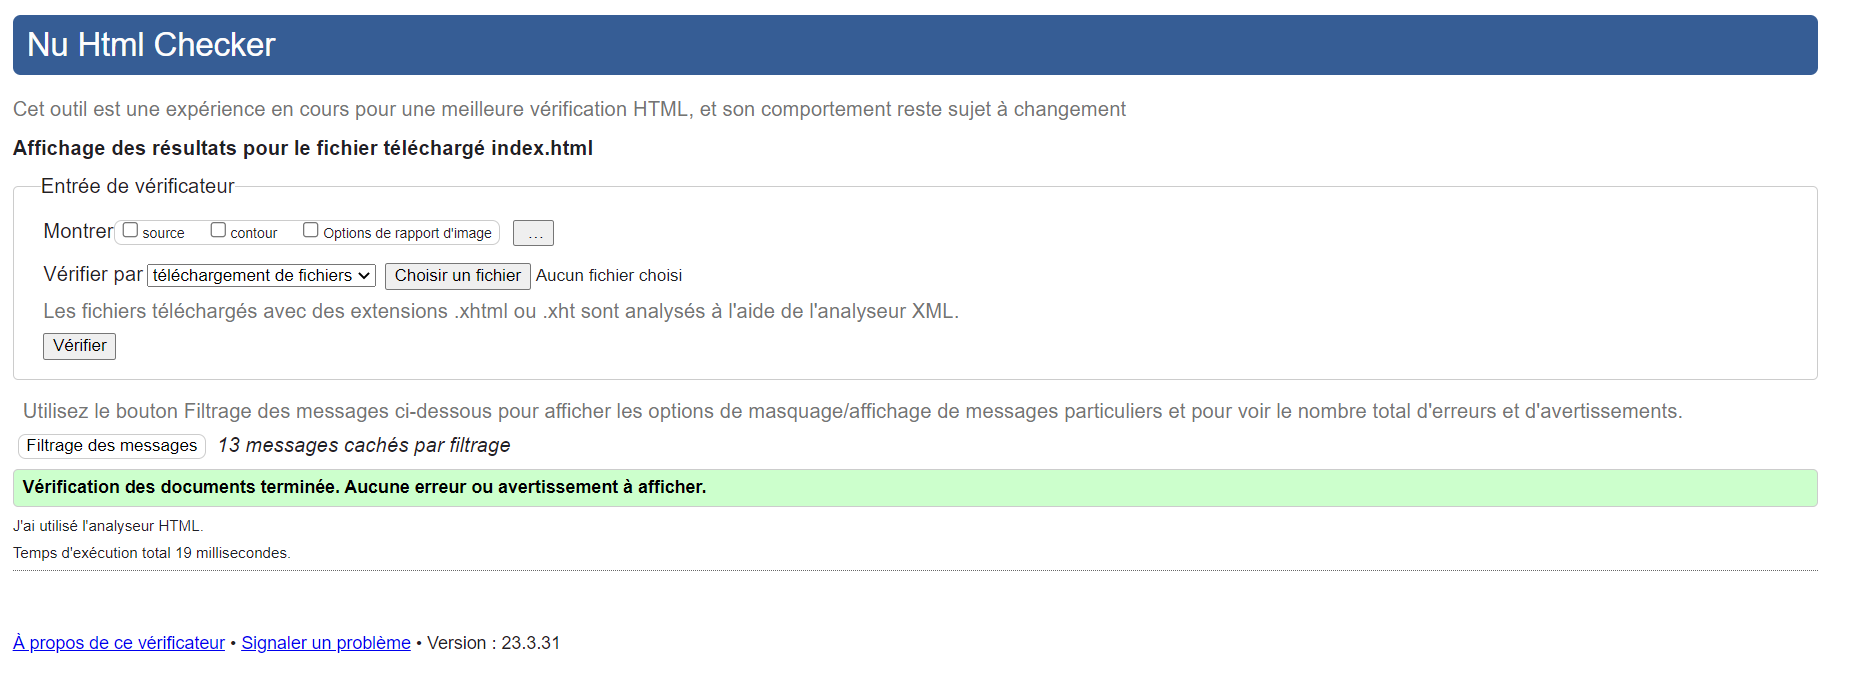 Nu Html Checker
Cet outil est une expérience en cours pour une meilleure vérification HTML, et son comportement reste sujet à changement
Affichage des résultats pour le fichier téléchargé index.html
Entrée de vérificateur
Montrer source contour Options de rapport d'image ...
Vérifier par téléchargement de fichiers Choisir un fichier Aucun fichier choisi
Les fichiers téléchargés avec des extensions .xhtml ou .xht sont analysés à l'aide de l'analyseur XML.
Vérifier
Utilisez le bouton Filtrage des messages ci-dessous pour afficher les options de masquage/affichage de messages particuliers et pour voir le nombre total d'erreurs et d'avertissements.
Filtrage des messages 13 messages cachés par filtrage
Vérification des documents terminée. Aucune erreur ou avertissement à afficher.
J'ai utilisé l'analyseur HTML.
Temps d'exécution total 19 millisecondes.
À propos de ce vérificateur • Signaler un problème • Version : 23.3.31